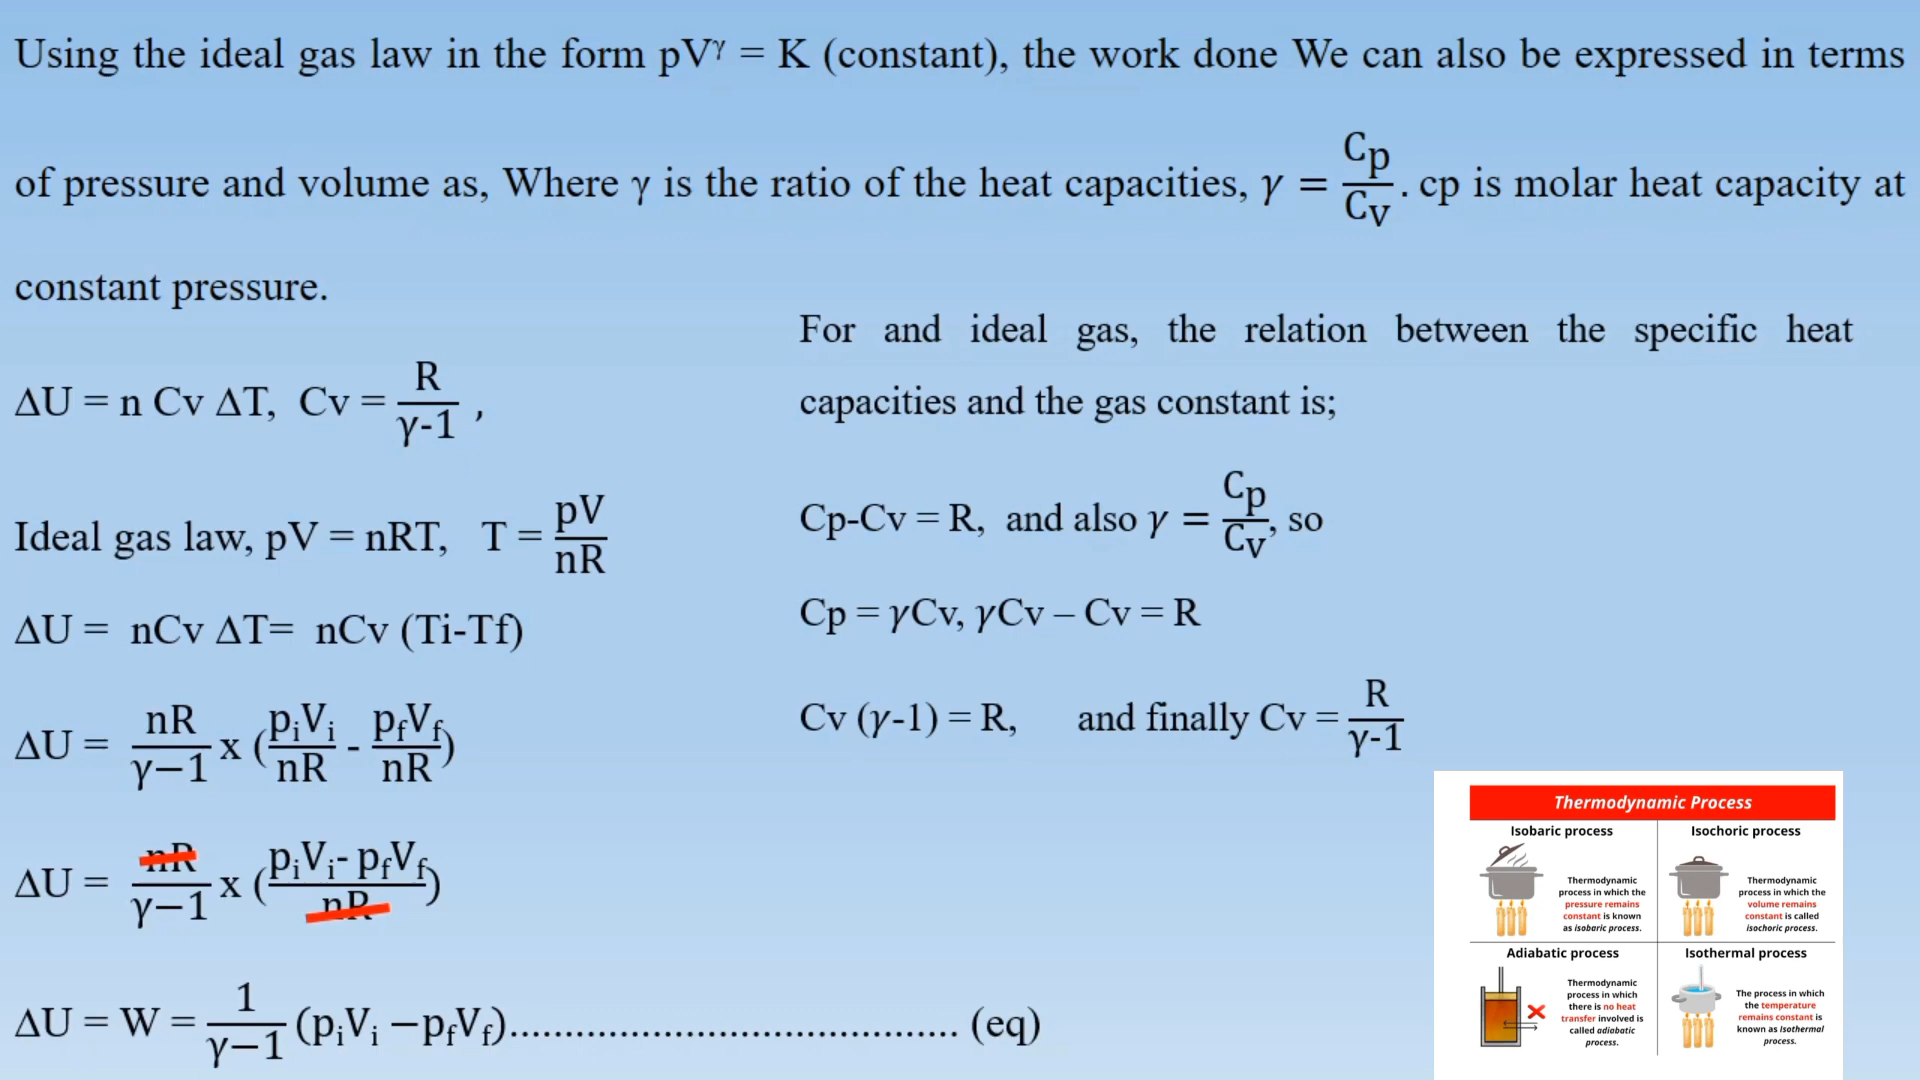 Using the ideal gas law in the form pV^γ = K (constant), the work done We can also be expressed in terms
of pressure and volume as, Where γ is the ratio of the heat capacities, γ = Cp/Cv . cp is molar heat capacity at
constant pressure.
ΔU = n Cv ΔT, Cv = R/γ-1 ,
Ideal gas law, pV = nRT, T = pV/nR
ΔU = nCv ΔT= nCv (Ti-Tf)
ΔU = nR/γ−1 x (pᵢVᵢ/nR - p_fV_f/nR)
ΔU = nR/γ−1 x (pᵢVᵢ- p_fV_f/nR)
ΔU = W = 1/γ−1 (pᵢVᵢ −p_fV_f)......................................... (eq)
For and ideal gas, the relation between the specific heat
capacities and the gas constant is;
Cp-Cv = R, and also γ = Cp/Cv, so
Cp = γCv, γCv – Cv = R
Cv (γ-1) = R, and finally Cv = R/γ-1
Thermodynamic Process
Isobaric process
Thermodynamic
process in which the
pressure remains
constant is known
as isobaric process.
Isochoric process
Thermodynamic
process in which the
volume remains
constant is called
isochoric process.
Adiabatic process
Thermodynamic
process in which
there is no heat
transfer involved is
called adiabatic
process.
Isothermal process
The process in which
the temperature
remains constant is
known as Isothermal
process.